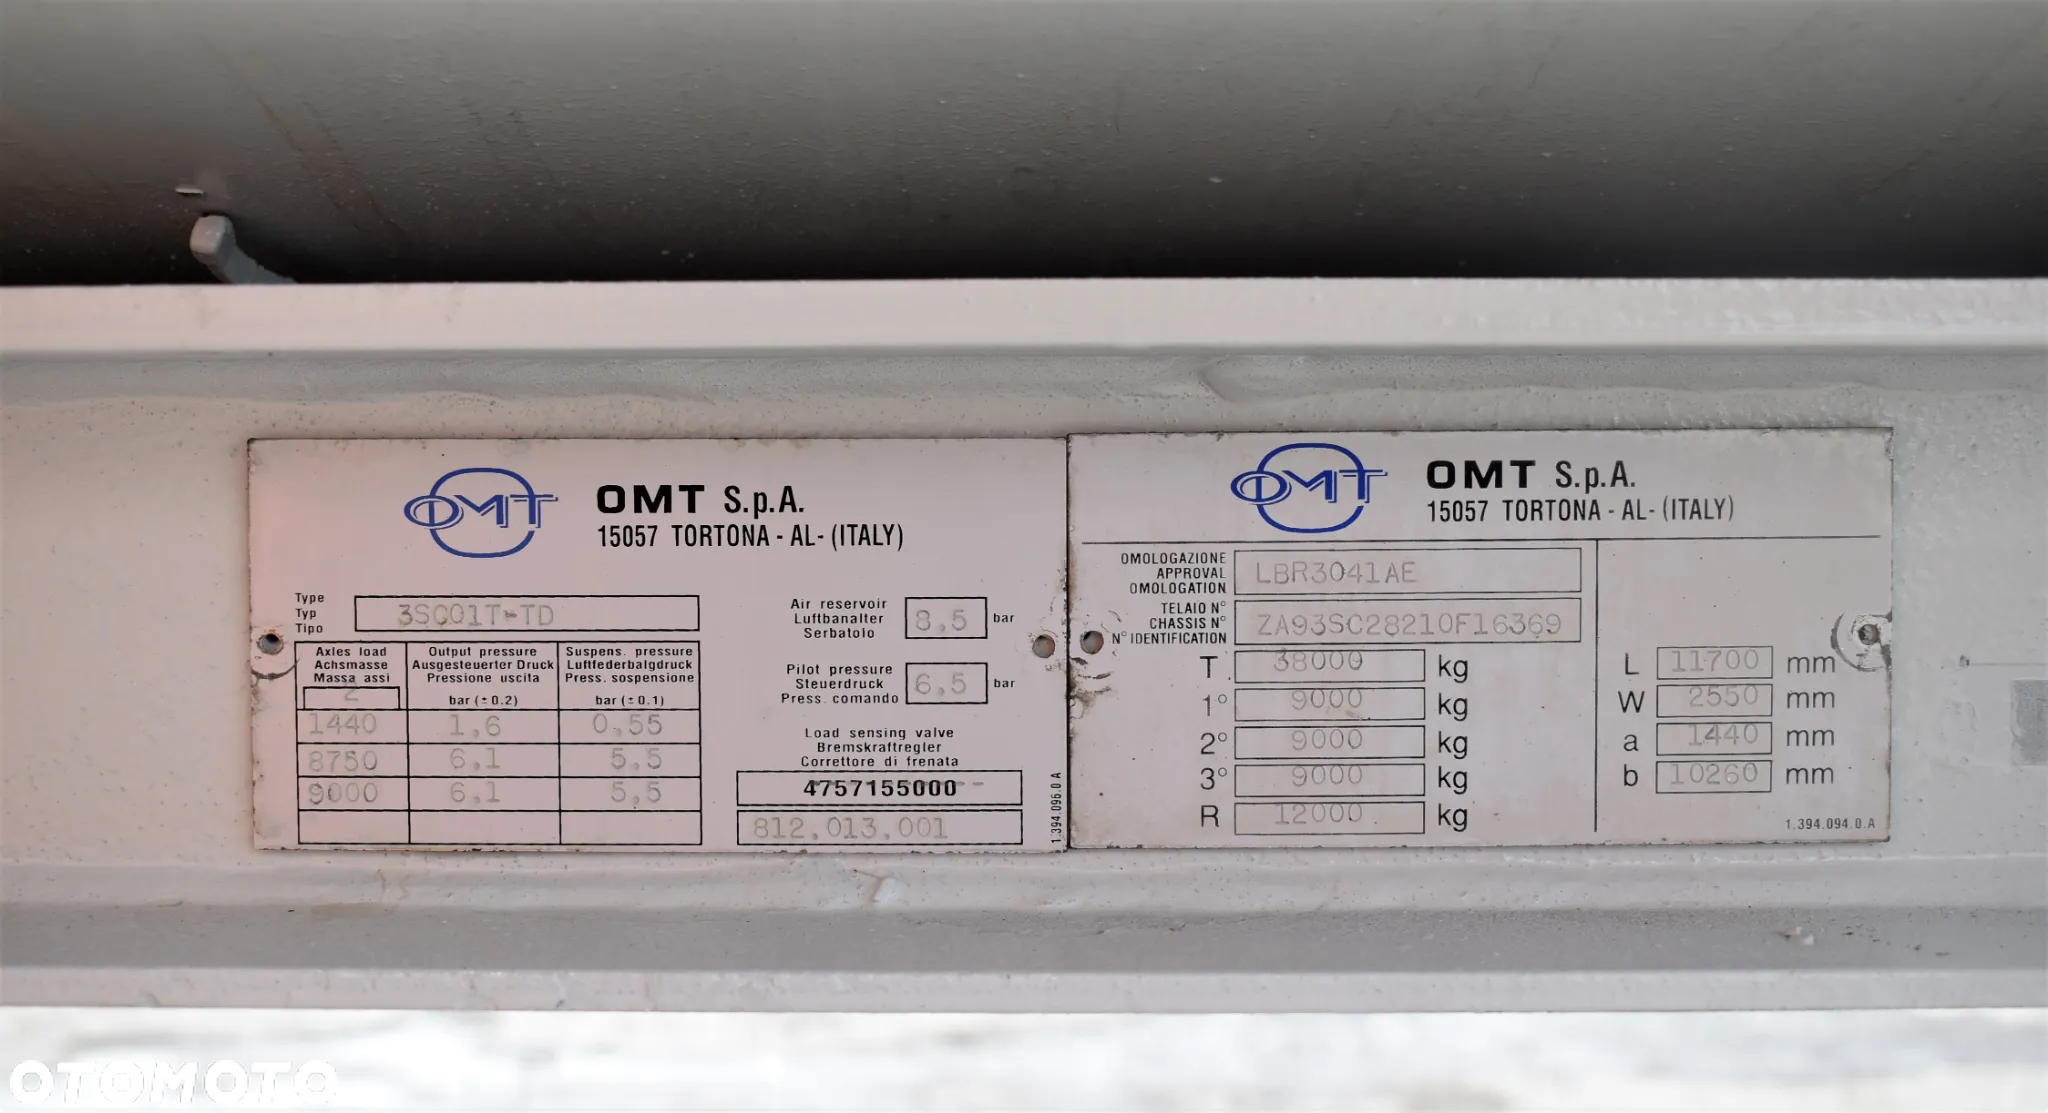 OMT
OMT S.p.A.
15057 TORTONA - AL- (ITALY)
Type
Typ
Tipo
3SC01T-TD
Axles load
Achsmasse
Massa assi
2
Output pressure
Ausgesteuerter Druck
Pressione uscita
bar (± 0.2)
Suspens. pressure
Luftfederbalgdruck
Press. sospensione
bar (± 0.1)
1440 1,6 0,55
8750 6,1 5,5
9000 6,1 5,5
Air reservoir
Luftbanalter
Serbatoio
8,5 bar
Pilot pressure
Steuerdruck
Press. comando
6,5 bar
Load sensing valve
Bremskraftregler
Correttore di frenata
4757155000
812.013.001
1.394.096.0.A
OMT
OMT S.p.A.
15057 TORTONA - AL- (ITALY)
OMOLOGAZIONE
APPROVAL
OMOLOGATION
LBR3041AE
TELAIO N°
CHASSIS N°
N° IDENTIFICATION
ZA93SC28210F16369
T 38000 kg
1° 9000 kg
2° 9000 kg
3° 9000 kg
R 12000 kg
L 11700 mm
W 2550 mm
a 1440 mm
b 10260 mm
1.394.094.0.A
OTOMOTO